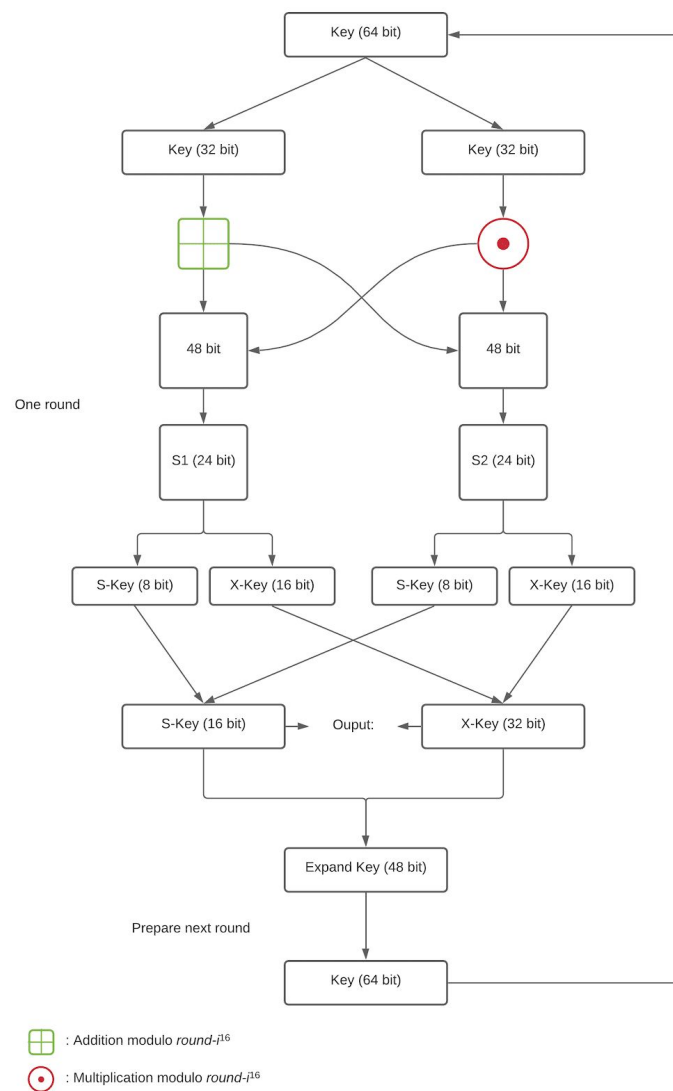 Key (64 bit)
Key (32 bit)
Key (32 bit)
48 bit
48 bit
One round
S1 (24 bit)
S2 (24 bit)
S-Key (8 bit)
X-Key (16 bit)
S-Key (8 bit)
X-Key (16 bit)
S-Key (16 bit)
Ouput:
X-Key (32 bit)
Expand Key (48 bit)
Prepare next round
Key (64 bit)
: Addition modulo round-i¹⁶
: Multiplication modulo round-i¹⁶